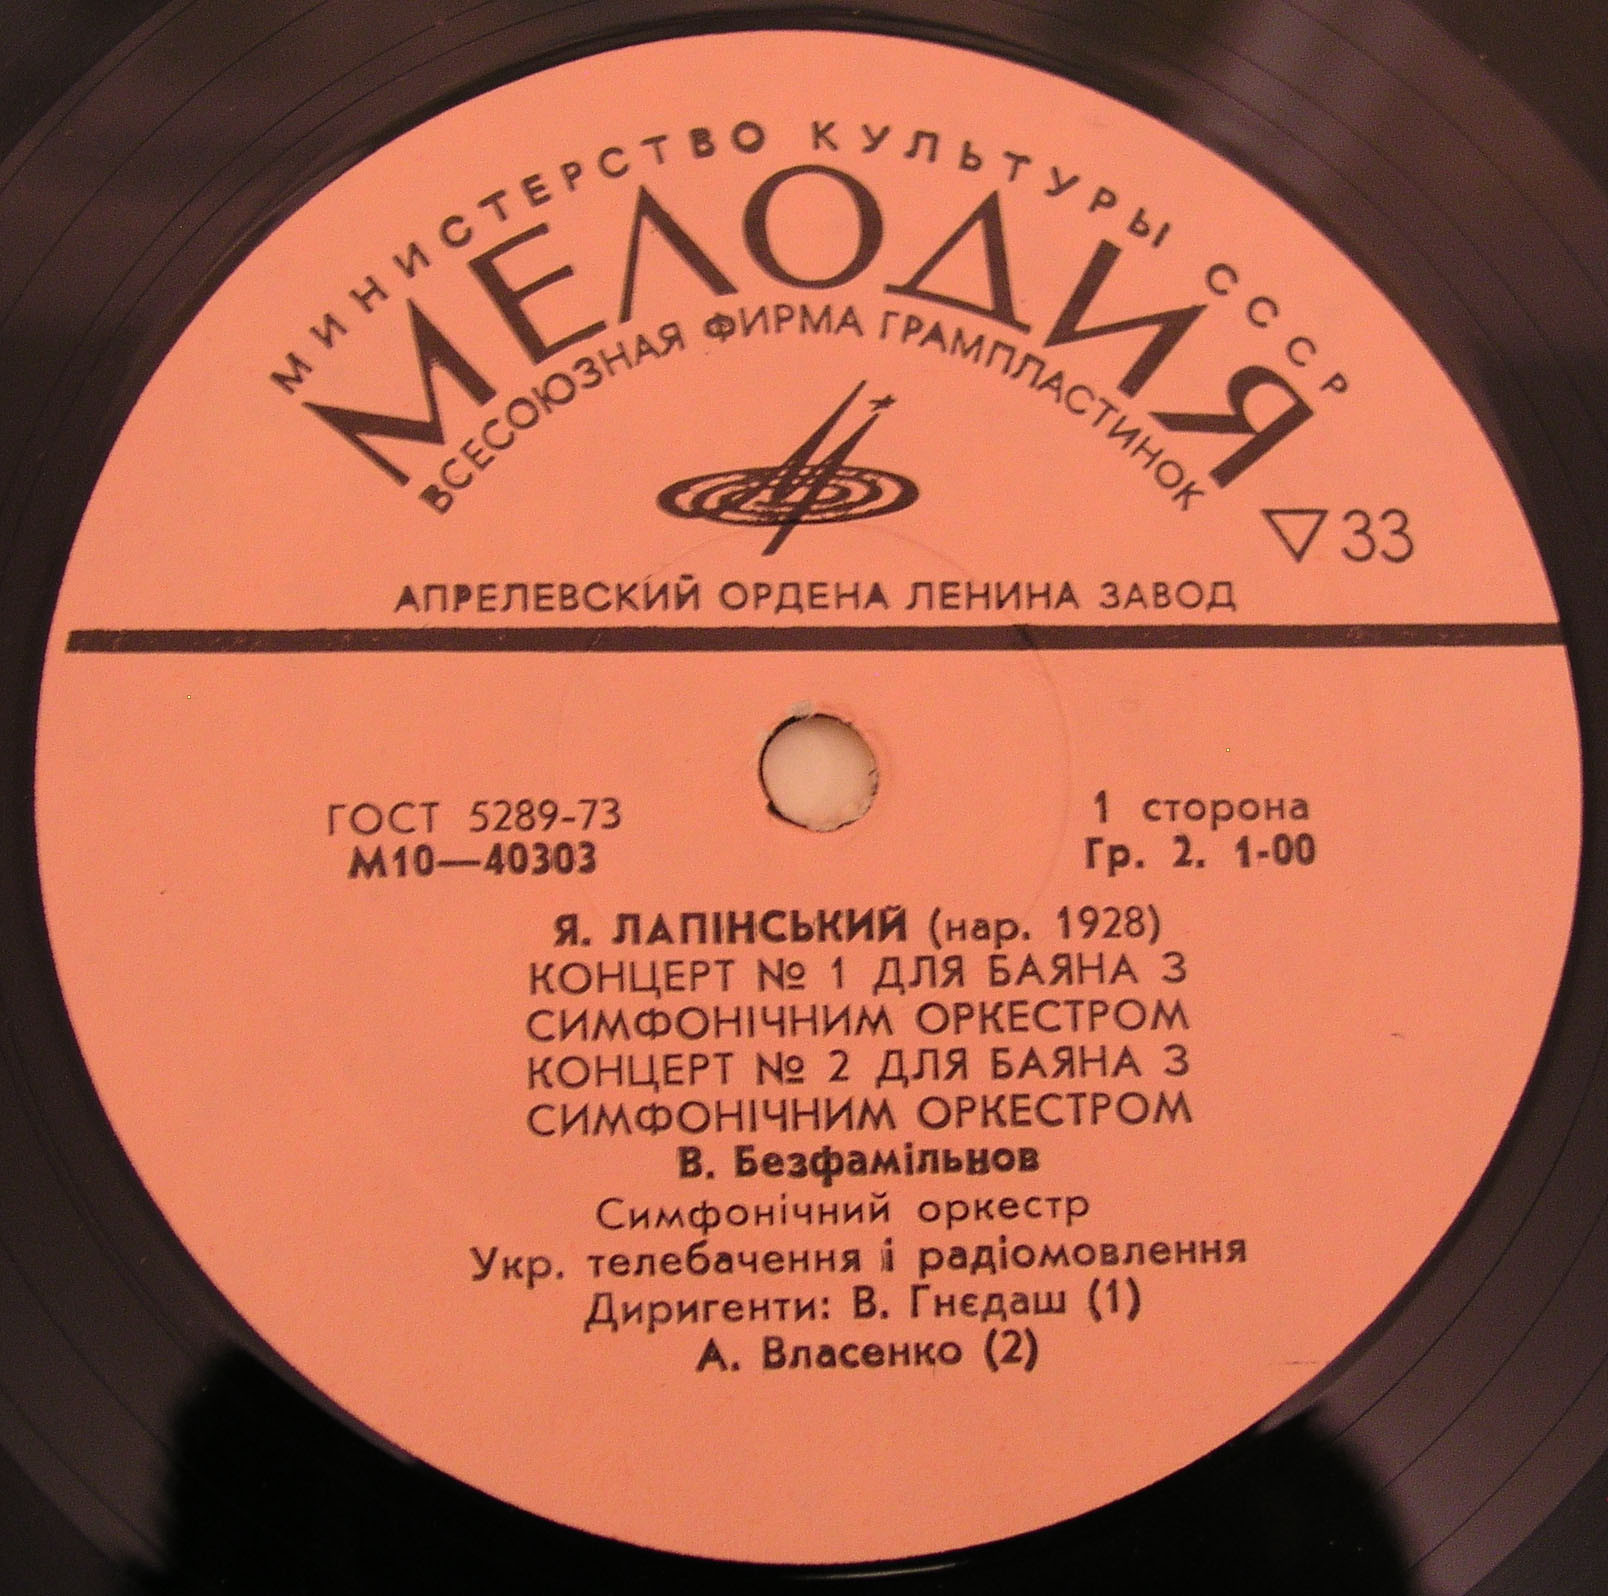 МИНИСТЕРСТВО КУЛЬТУРЫ СССР
МЕЛОДИЯ
ВСЕСОЮЗНАЯ ФИРМА ГРАМПЛАСТИНОК
33
АПРЕЛЕВСКИЙ ОРДЕНА ЛЕНИНА ЗАВОД
ГОСТ 5289-73
М10—40303
1 сторона
Гр. 2. 1-00
Я. ЛАПІНСЬКИЙ (нар. 1928)
КОНЦЕРТ № 1 ДЛЯ БАЯНА З
СИМФОНІЧНИМ ОРКЕСТРОМ
КОНЦЕРТ № 2 ДЛЯ БАЯНА З
СИМФОНІЧНИМ ОРКЕСТРОМ
В. Безфамільнов
Симфонічний оркестр
Укр. телебачення і радіомовлення
Диригенти: В. Гнєдаш (1)
А. Власенко (2)